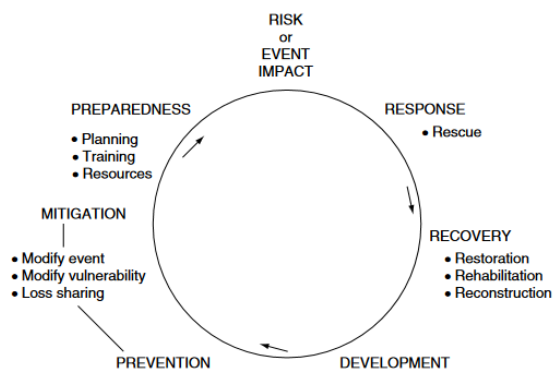 RISK
or
EVENT
IMPACT
PREPAREDNESS
• Planning
• Training
• Resources
RESPONSE
• Rescue
MITIGATION
• Modify event
• Modify vulnerability
• Loss sharing
RECOVERY
• Restoration
• Rehabilitation
• Reconstruction
PREVENTION
DEVELOPMENT